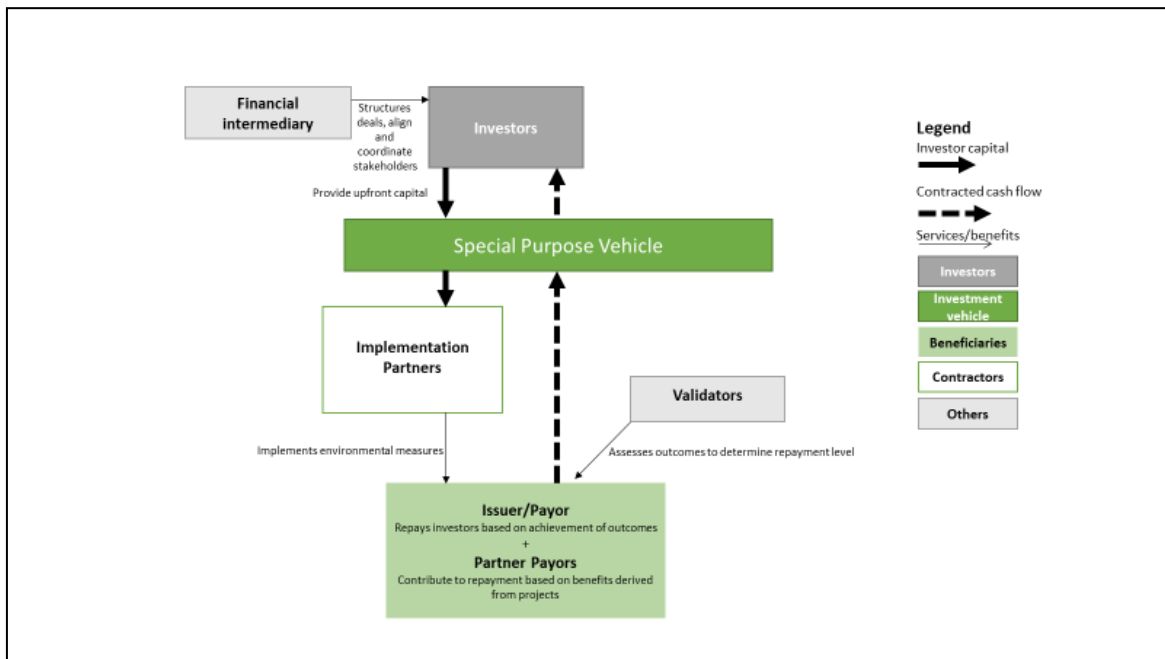 Financial
intermediary
Structures
deals, align
and
coordinate
stakeholders
Investors
Provide upfront capital
Special Purpose Vehicle
Implementation
Partners
Validators
Implements environmental measures
Assesses outcomes to determine repayment level
Issuer/Payor
Repays investors based on achievement of outcomes
+
Partner Payors
Contribute to repayment based on benefits derived
from projects
Legend
Investor capital
Contracted cash flow
Services/benefits
Investors
Investment
vehicle
Beneficiaries
Contractors
Others